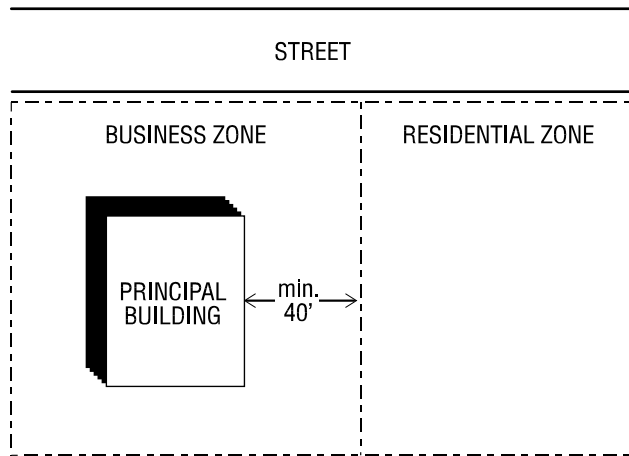 STREET
BUSINESS ZONE
RESIDENTIAL ZONE
PRINCIPAL
BUILDING
min.
40'